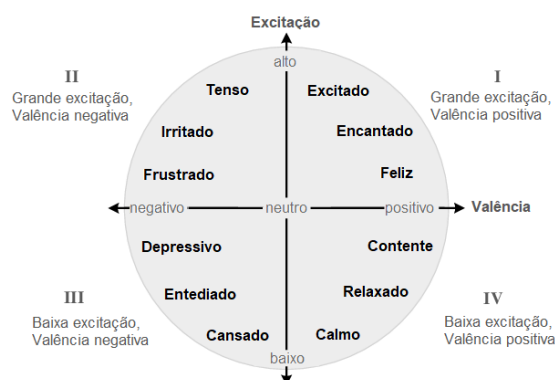 Excitação
alto
II
Grande excitação,
Valência negativa
I
Grande excitação,
Valência positiva
Tenso
Excitado
Irritado
Encantado
Frustrado
Feliz
negativo
neutro
positivo
Valência
Depressivo
Contente
Entediado
Relaxado
III
Baixa excitação,
Valência negativa
IV
Baixa excitação,
Valência positiva
Cansado
Calmo
baixo